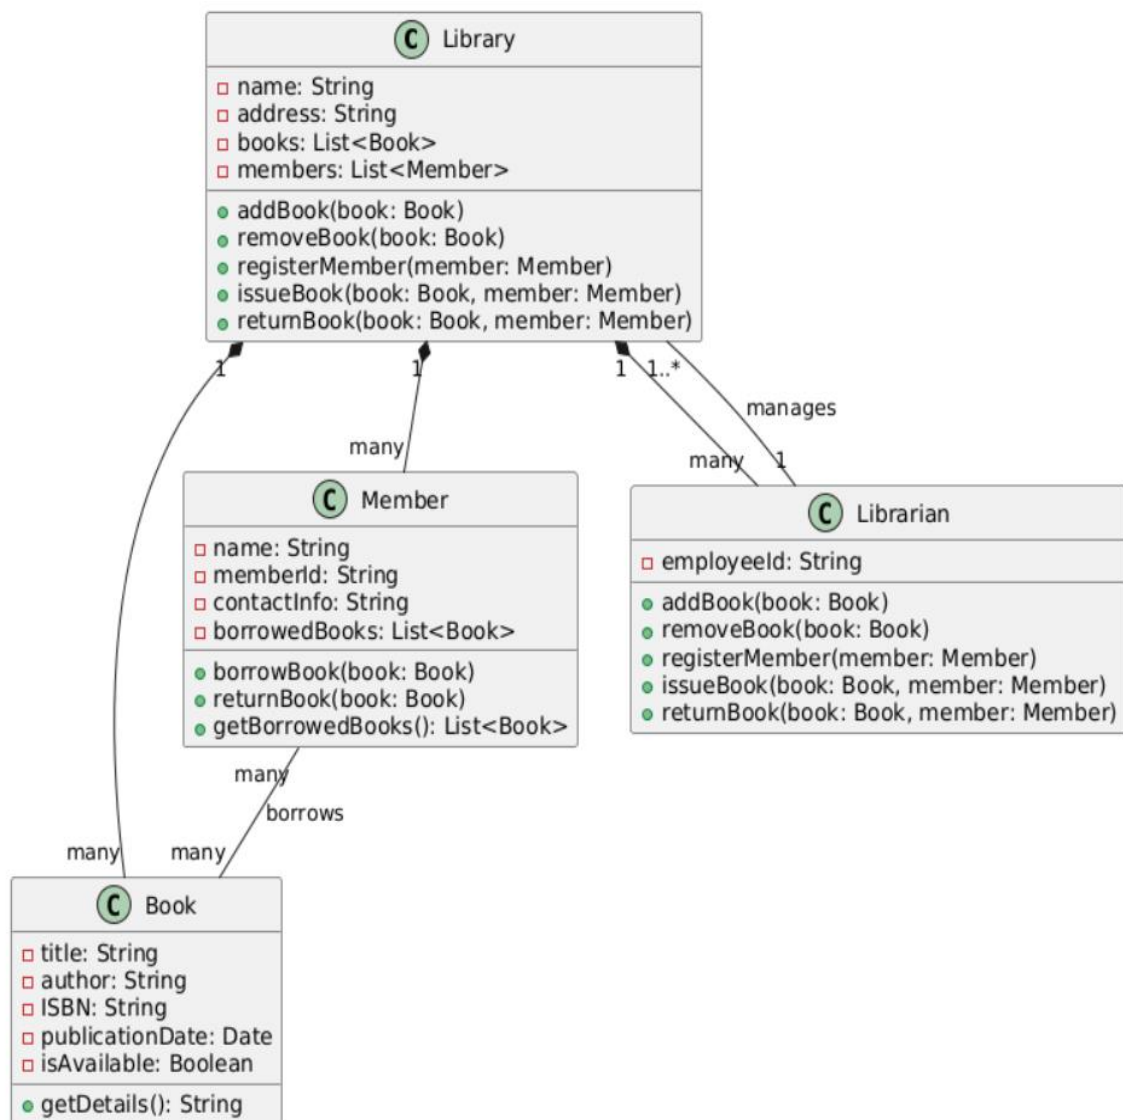 C Library
name: String
address: String
books: List<Book>
members: List<Member>
addBook(book: Book)
removeBook(book: Book)
registerMember(member: Member)
issueBook(book: Book, member: Member)
returnBook(book: Book, member: Member)
1
1
1
1..*
manages
many
many
1
C Member
name: String
memberId: String
contactInfo: String
borrowedBooks: List<Book>
borrowBook(book: Book)
returnBook(book: Book)
getBorrowedBooks(): List<Book>
C Librarian
employeeId: String
addBook(book: Book)
removeBook(book: Book)
registerMember(member: Member)
issueBook(book: Book, member: Member)
returnBook(book: Book, member: Member)
many
borrows
many
many
C Book
title: String
author: String
ISBN: String
publicationDate: Date
isAvailable: Boolean
getDetails(): String